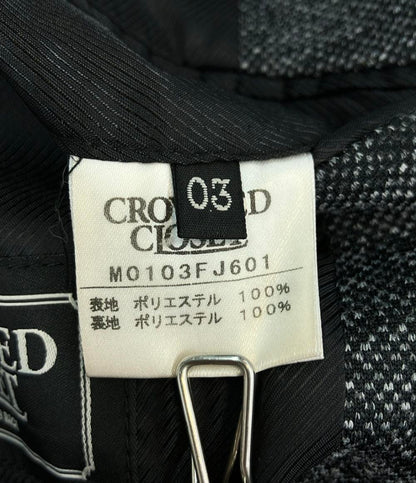 03
CROWDED
CLOSET
M0103FJ601
表地 ポリエステル 100%
裏地 ポリエステル 100%